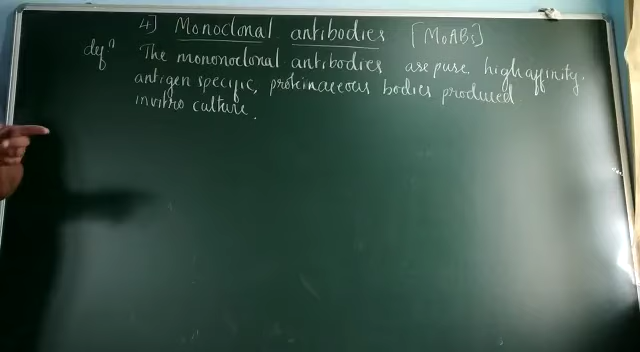 4] Monoclonal antibodies [MoABs]
defⁿ The mononoclonal antibodies are pure, high affinity,
antigen specific, proteinaceous bodies produced
invitro culture.